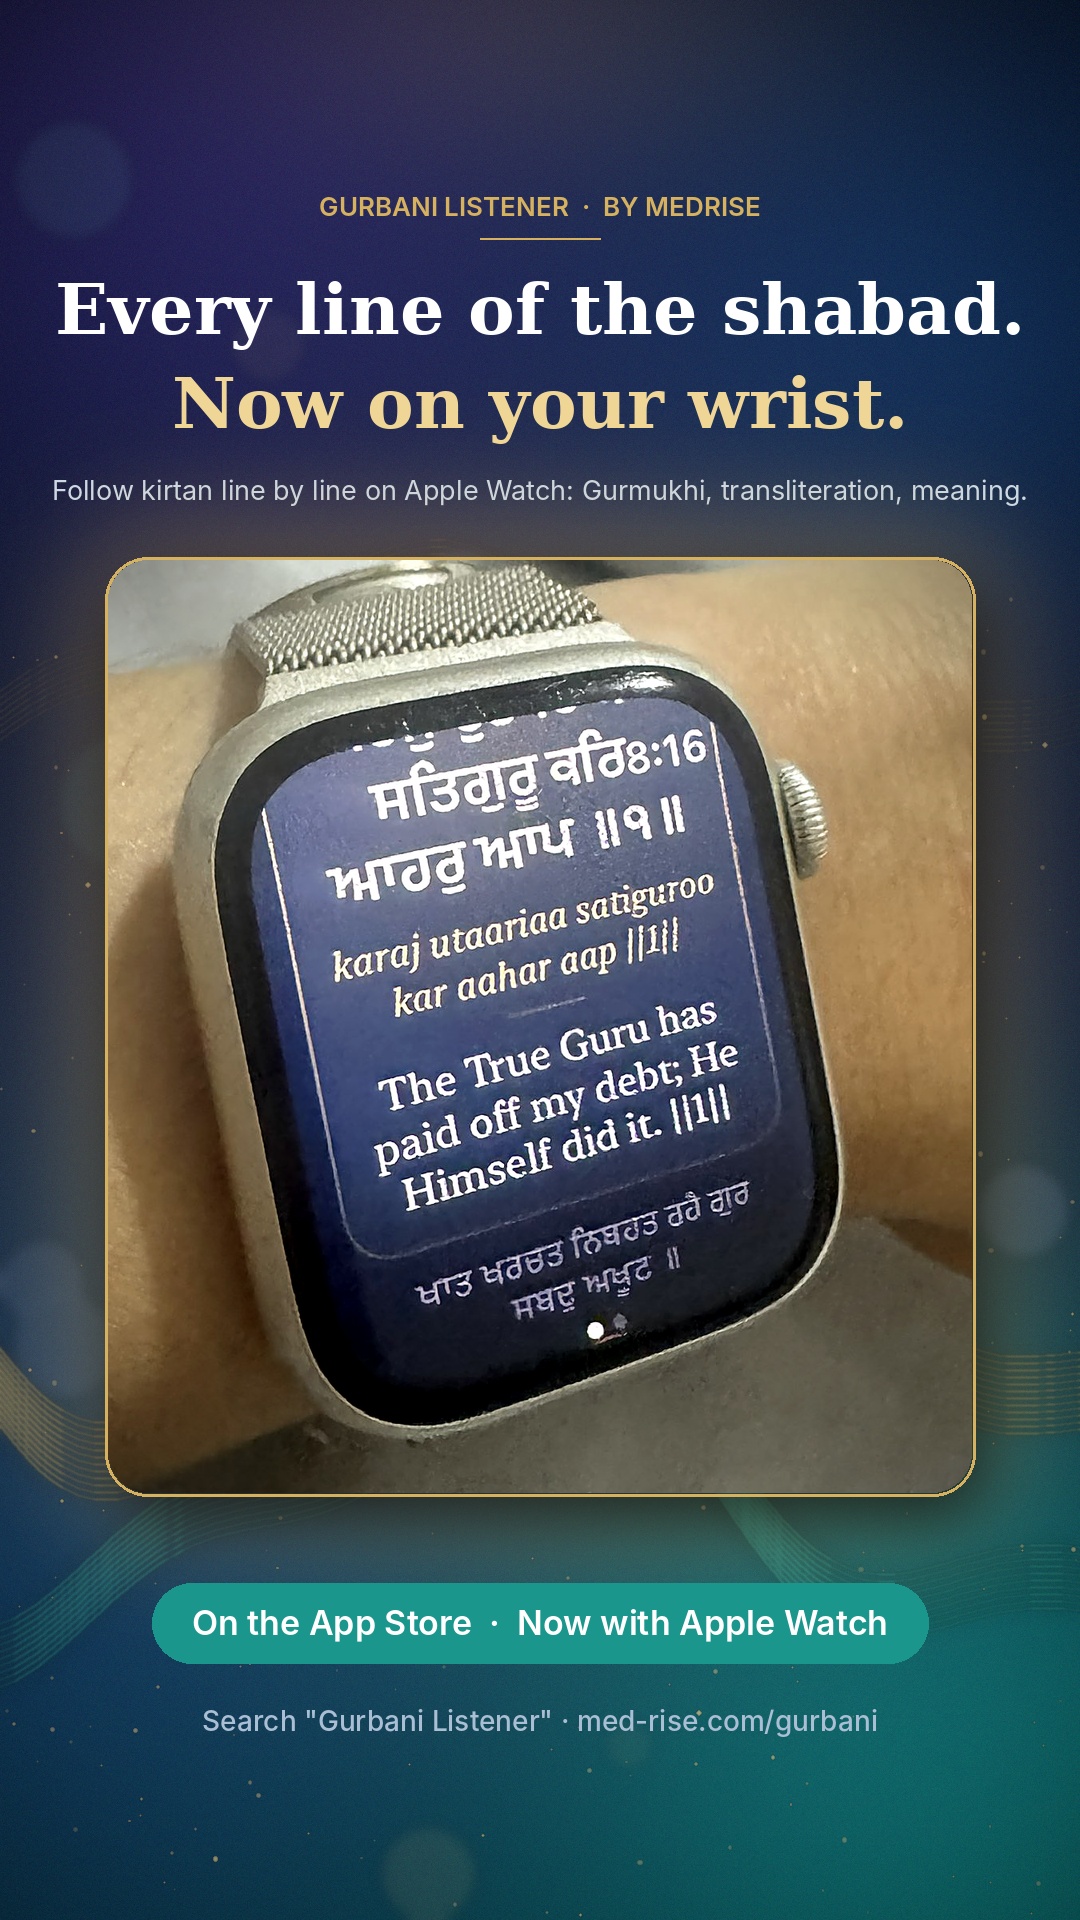 GURBANI LISTENER · BY MEDRISE
Every line of the shabad.
Now on your wrist.
Follow kirtan line by line on Apple Watch: Gurmukhi, transliteration, meaning.
ਸਤਿਗੁਰੂ ਕਰਿ 8:16
ਆਹਰੁ ਆਪ ॥੧॥
karaj utaariaa satiguroo
kar aahar aap ||1||
The True Guru has
paid off my debt; He
Himself did it. ||1||
ਖਾਤ ਖਰਚਤ ਨਿਬਹਤ ਰਹੈ ਗੁਰ
ਸਬਦੁ ਅਖੂਟ ॥
On the App Store · Now with Apple Watch
Search "Gurbani Listener" · med-rise.com/gurbani